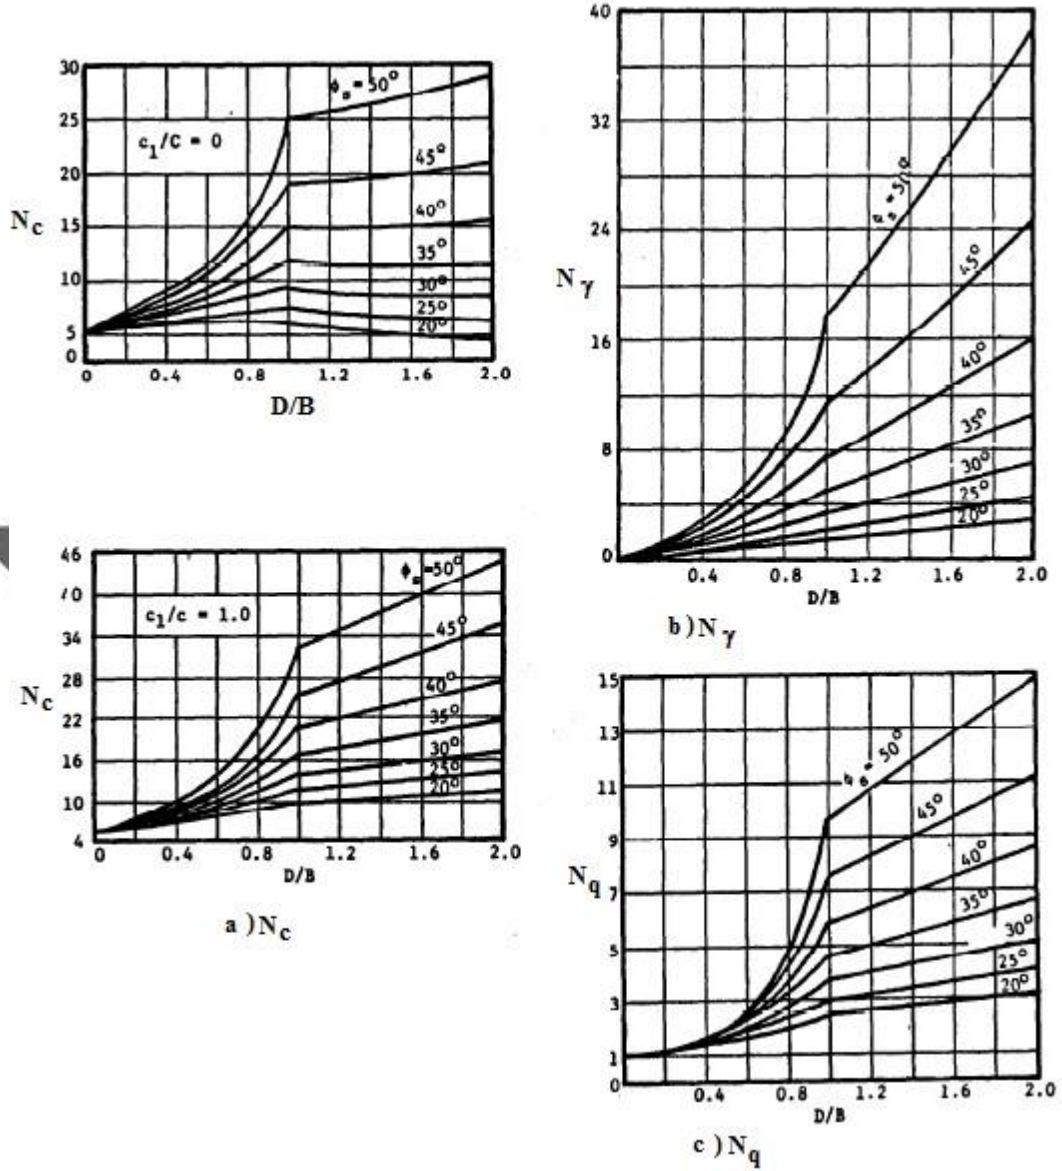 30
25
20
15
10
5
0
N_c
c₁/C = 0
φₛ = 50°
45°
40°
35°
30°
25°
20°
0 0.4 0.8 1.2 1.6 2.0
D/B
46
40
34
28
22
16
10
4
N_c
c₁/c = 1.0
φₛ=50°
45°
40°
35°
30°
25°
20°
0 0.4 0.8 1.2 1.6 2.0
D/B
a ) N_c
40
32
24
16
8
0
N_γ
φₛ = 50°
45°
40°
35°
30°
25°
20°
0.4 0.8 1.2 1.6 2.0
D/B
b ) N_γ
15
13
11
9
7
5
3
1
0
N_q
φₛ = 50°
45°
40°
35°
30°
25°
20°
0.4 0.8 1.2 1.6 2.0
D/B
c ) N_q